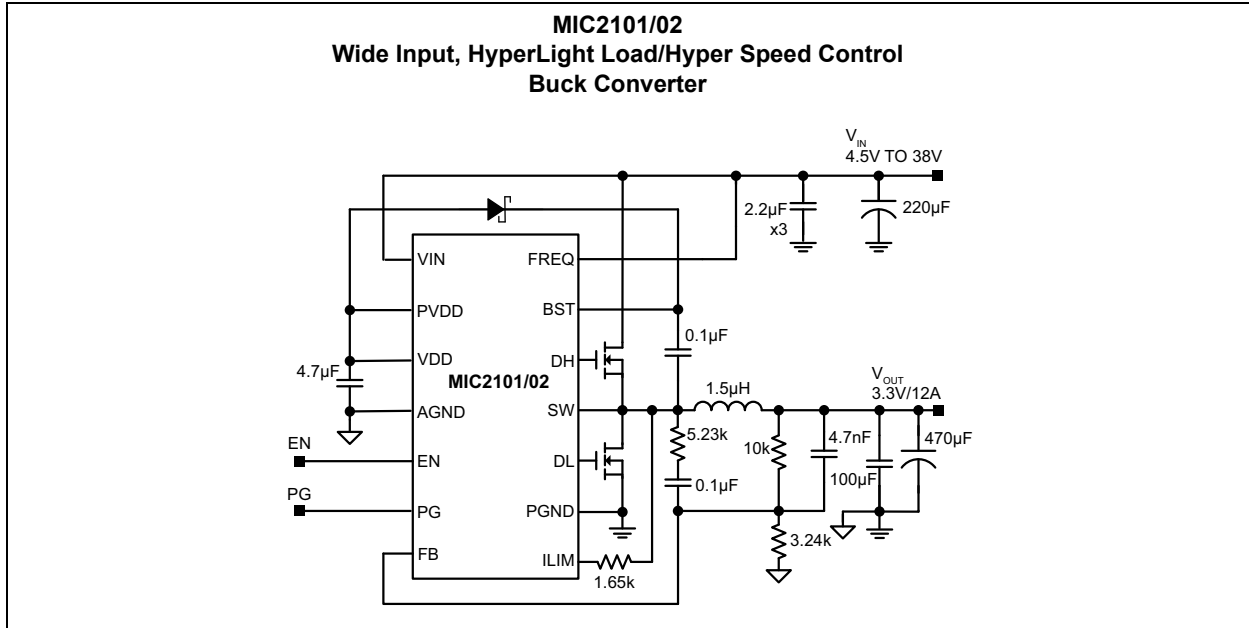 MIC2101/02
Wide Input, HyperLight Load/Hyper Speed Control
Buck Converter
V_IN
4.5V TO 38V
2.2µF
x3
220µF
VIN
FREQ
PVDD
BST
0.1µF
VDD
DH
4.7µF
MIC2101/02
1.5µH
V_OUT
3.3V/12A
AGND
SW
5.23k
10k
4.7nF
470µF
EN
EN
DL
0.1µF
100µF
PG
PG
PGND
3.24k
FB
ILIM
1.65k